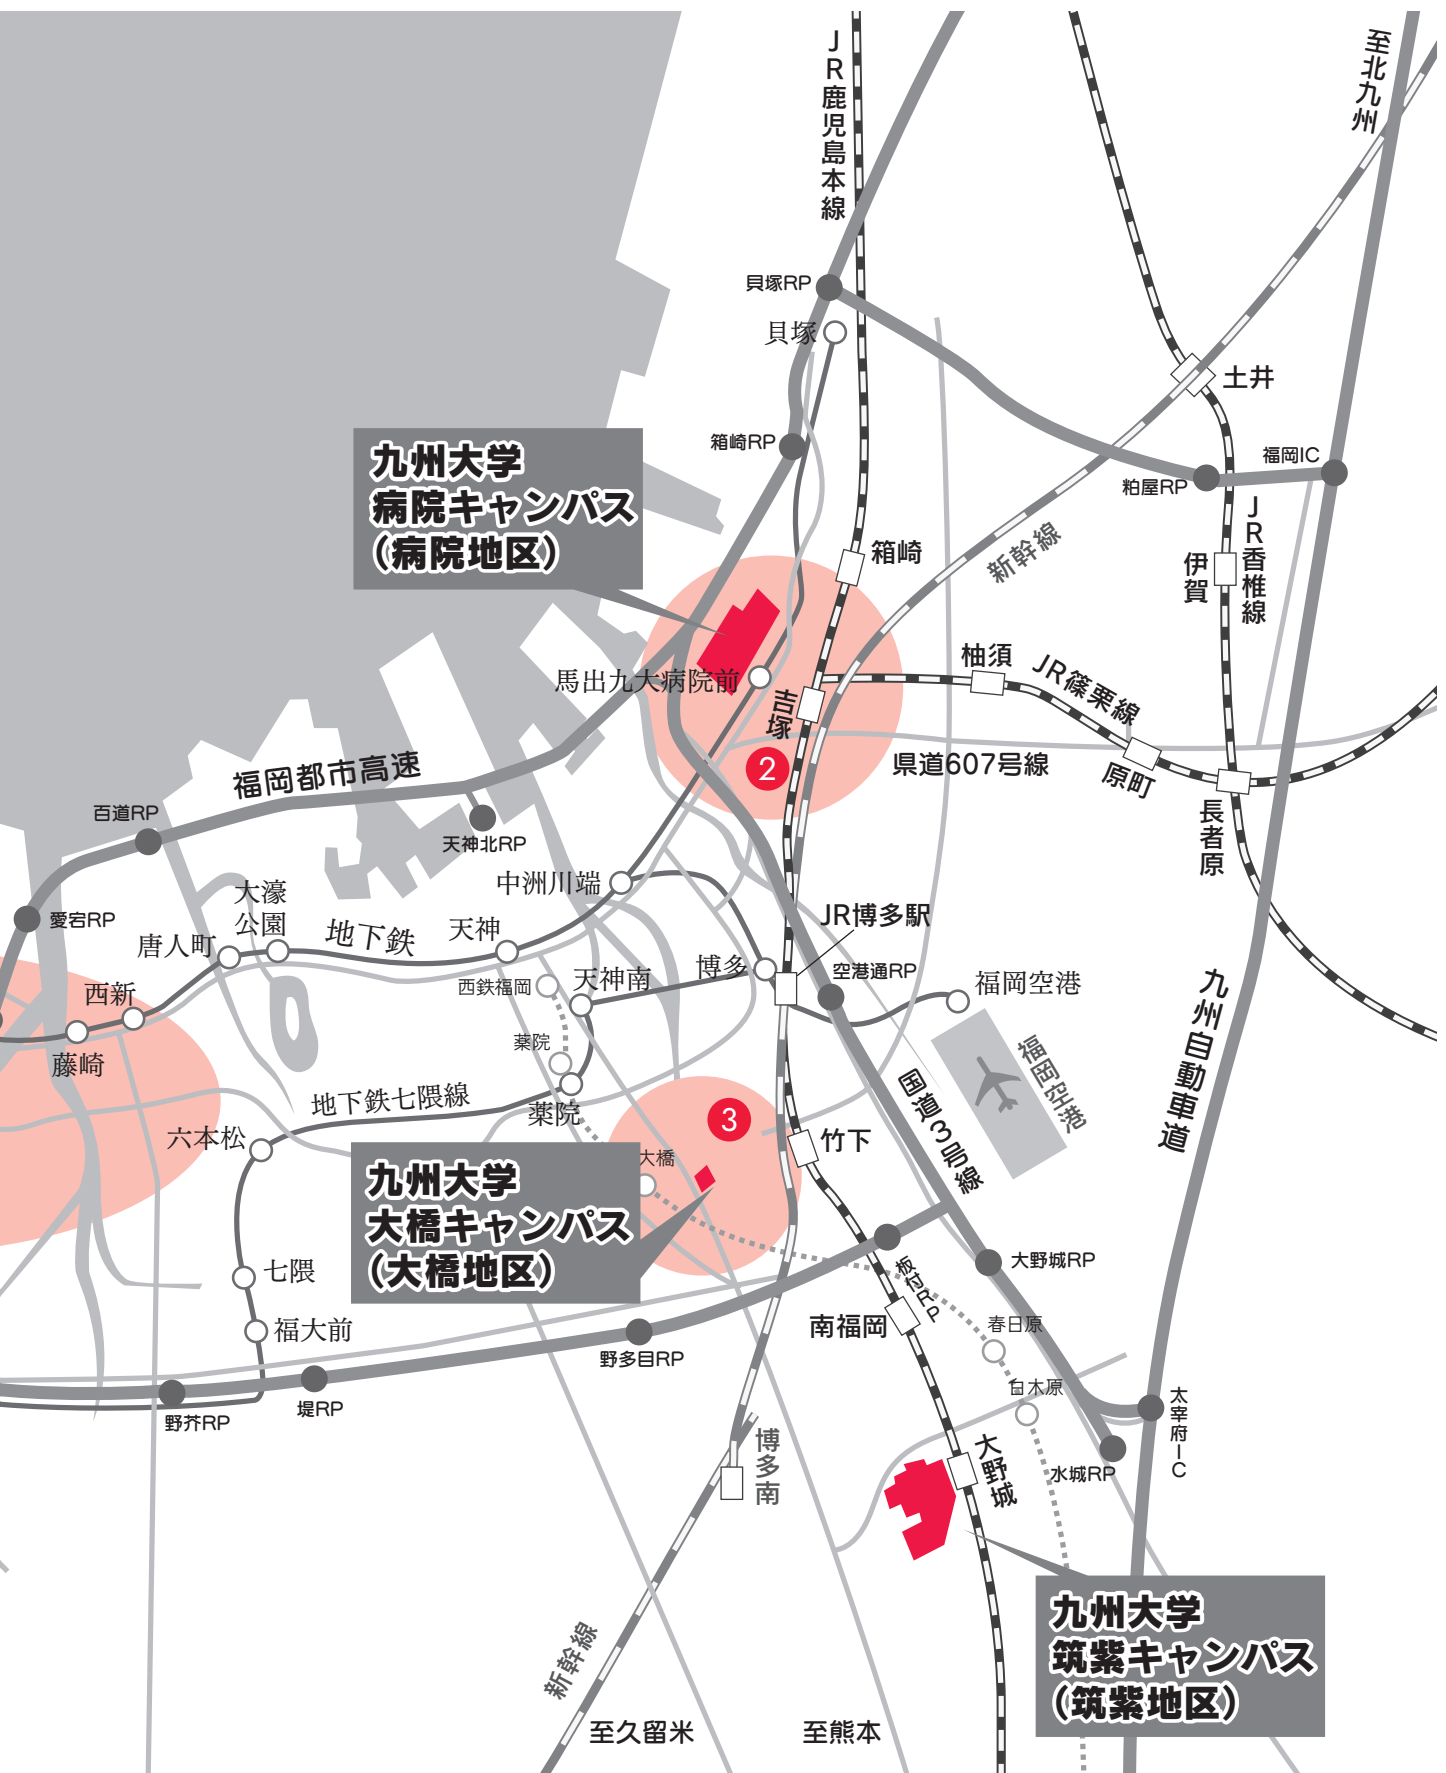 JR鹿児島本線
至北九州
貝塚RP
貝塚
土井
箱崎RP
福岡IC
粕屋RP
九州大学
病院キャンパス
（病院地区）
JR香椎線
新幹線
箱崎
伊賀
柚須
JR篠栗線
馬出九大病院前
吉塚
2
県道607号線
原町
福岡都市高速
百道RP
天神北RP
長者原
中洲川端
大濠
公園
愛宕RP
唐人町
地下鉄
天神
JR博多駅
博多
空港通RP
西鉄福岡
天神南
福岡空港
西新
九州自動車道
藤崎
薬院
福岡空港
地下鉄七隈線
薬院
国道3号線
3
六本松
竹下
大橋
九州大学
大橋キャンパス
（大橋地区）
七隈
板付RP
大野城RP
福大前
南福岡
春日原
野多目RP
白木原
野芥RP
堤RP
太宰府IC
博多南
大野城
水城RP
九州大学
筑紫キャンパス
（筑紫地区）
新幹線
至久留米
至熊本